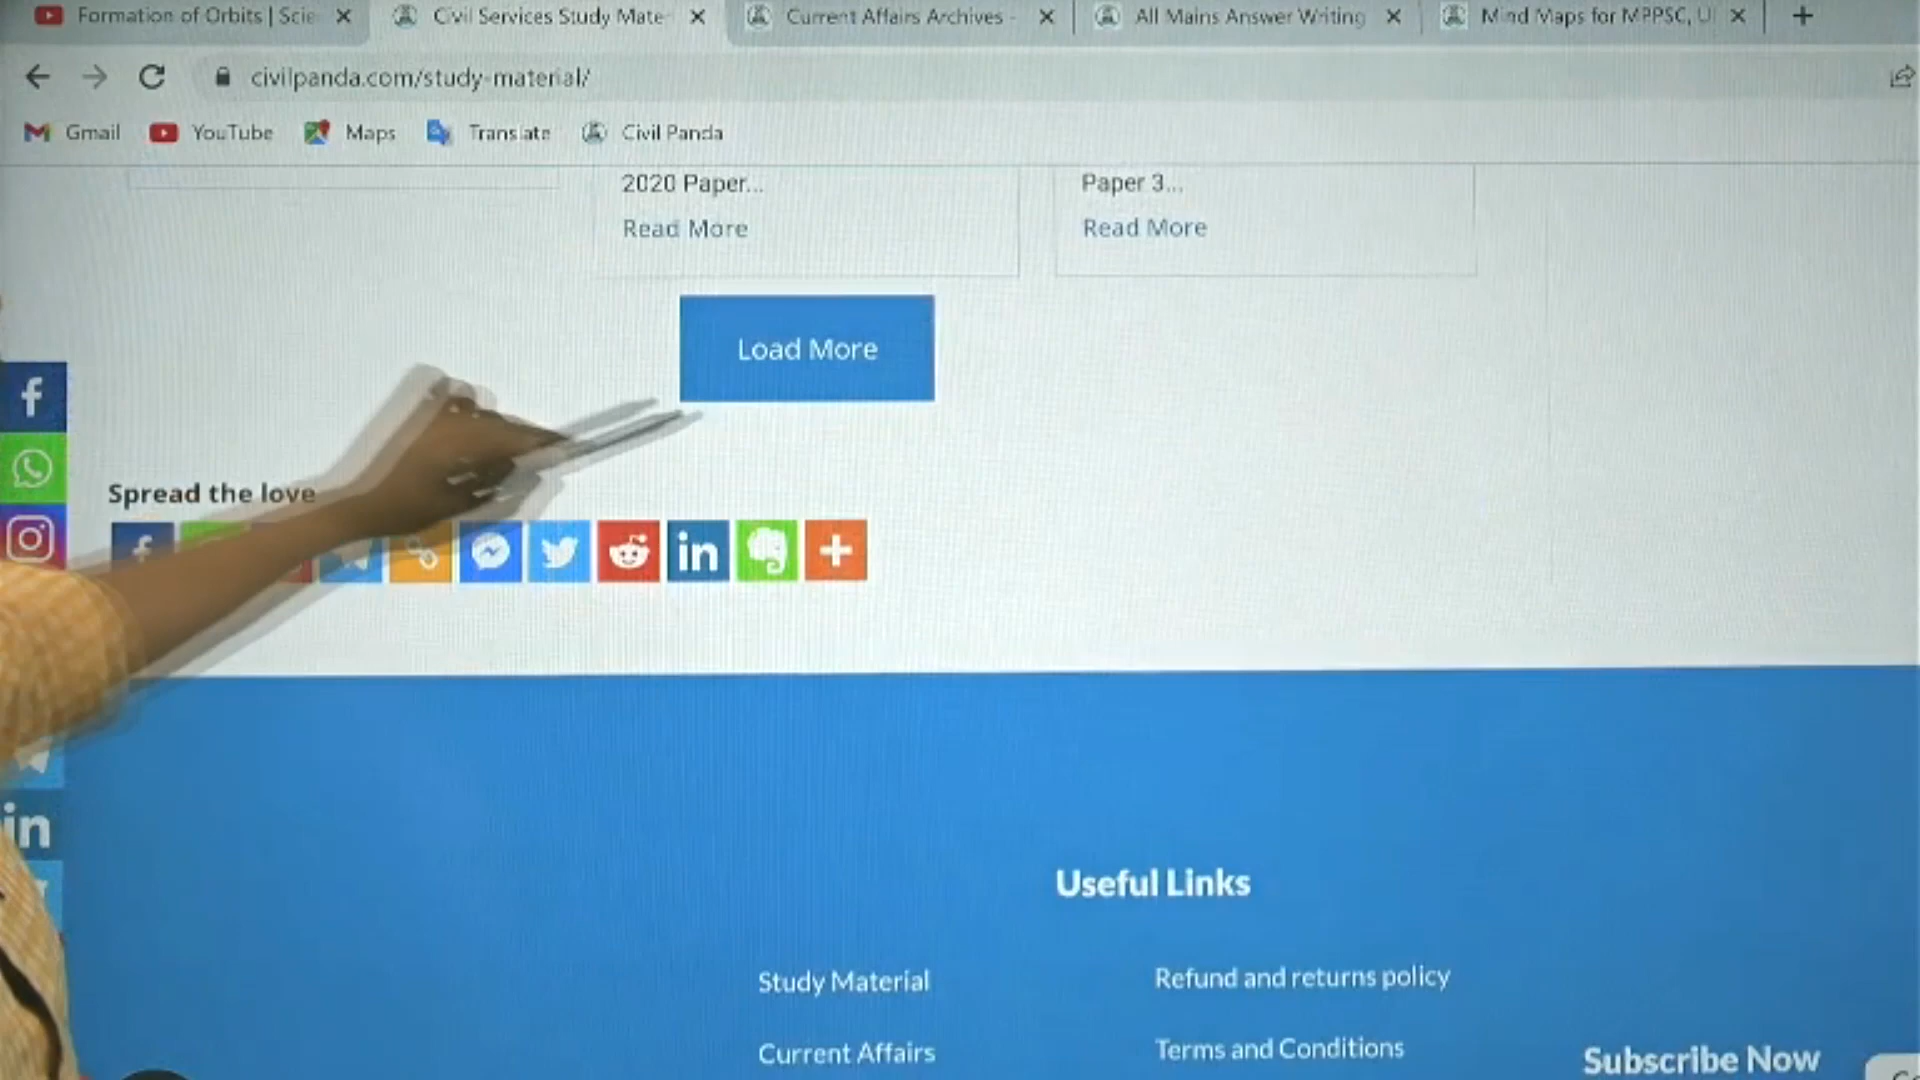 Formation of Orbits | Scie
Civil Services Study Mate
Current Affairs Archives -
All Mains Answer Writing
Mind Maps for MPPSC, U
civilpanda.com/study-material/
Gmail
YouTube
Maps
Translate
Civil Panda
2020 Paper...
Read More
Paper 3...
Read More
Load More
Spread the love
Useful Links
Study Material
Refund and returns policy
Current Affairs
Terms and Conditions
Subscribe Now